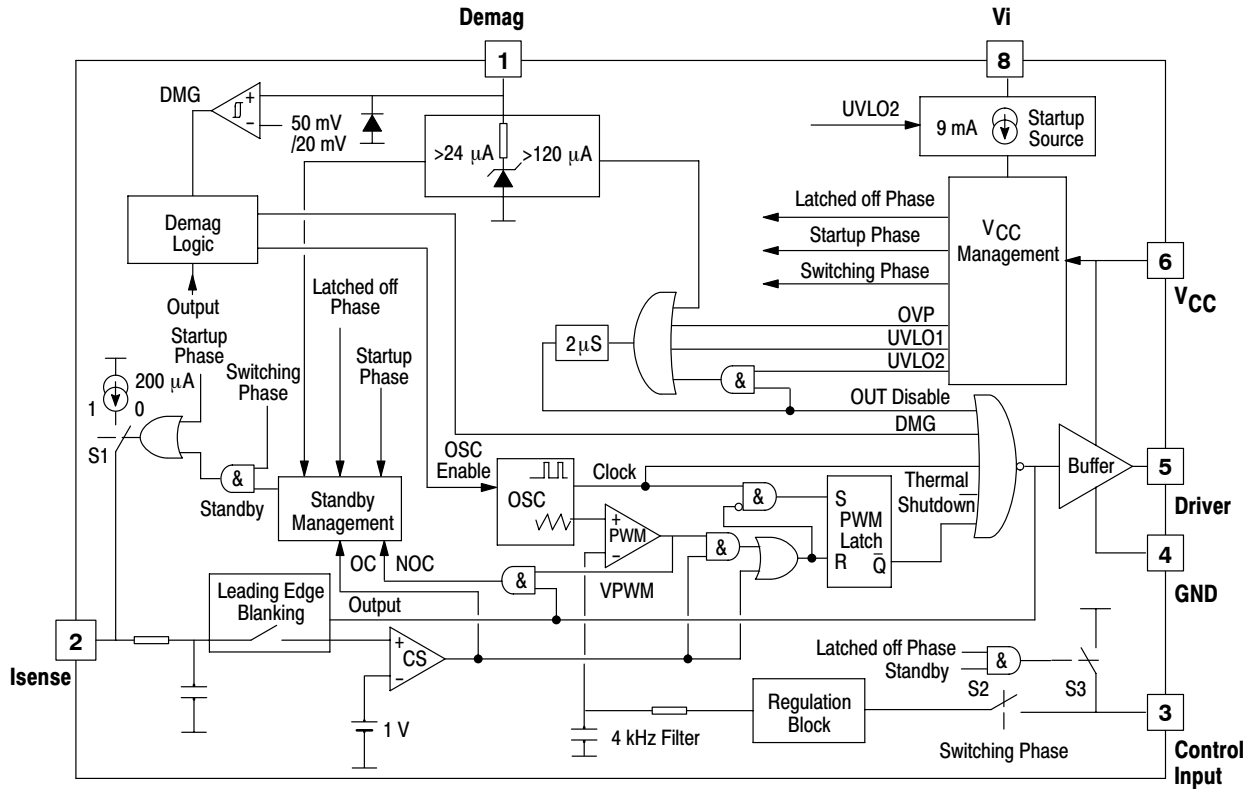 Demag
Vi
1
8
DMG
+
−
50 mV
/20 mV
UVLO2
9 mA
Startup
Source
>24 μA
>120 μA
Demag
Logic
Latched off Phase
Startup Phase
Switching Phase
VCC
Management
6
VCC
Output
Latched off
Phase
Startup
Phase
Switching
Phase
Startup
Phase
200 μA
1
0
S1
2 μS
OVP
UVLO1
UVLO2
&
OUT Disable
DMG
OSC
Enable
Clock
Thermal
Shutdown
Buffer
5
Driver
&
Standby
Standby
Management
OSC
+
−
PWM
&
&
S
PWM
Latch
R
Q̅
4
GND
OC
NOC
&
VPWM
Leading Edge
Blanking
Output
2
Isense
+
−
CS
1 V
Latched off Phase
Standby
&
S2
S3
Regulation
Block
3
4 kHz Filter
Switching Phase
Control
Input